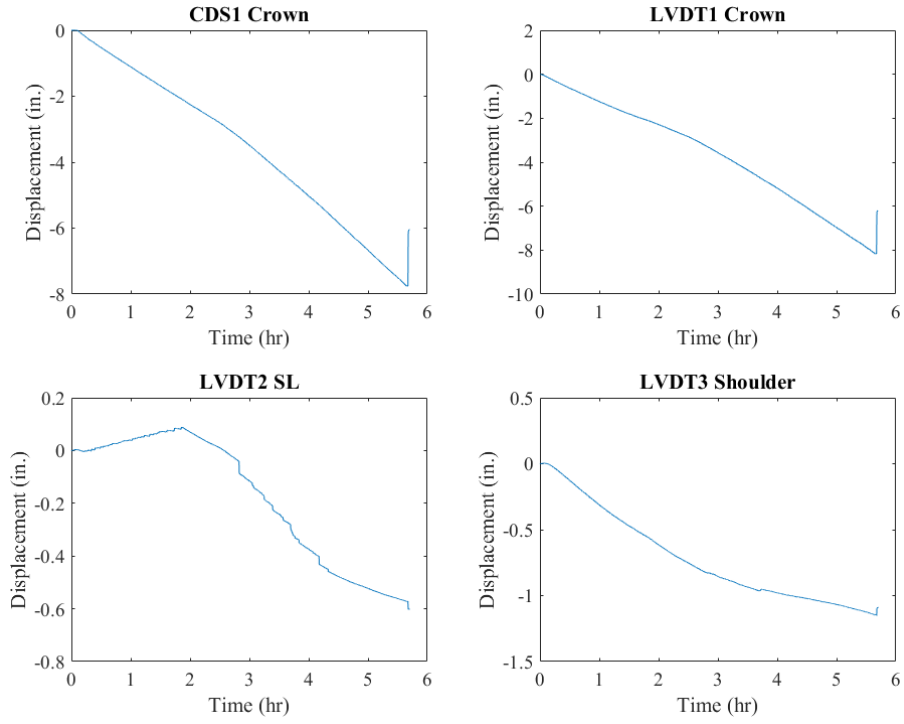 CDS1 Crown
0
-2
-4
-6
-8
Displacement (in.)
0 1 2 3 4 5 6
Time (hr)
LVDT1 Crown
2
0
-2
-4
-6
-8
-10
Displacement (in.)
0 1 2 3 4 5 6
Time (hr)
LVDT2 SL
0.2
0
-0.2
-0.4
-0.6
-0.8
Displacement (in.)
0 1 2 3 4 5 6
Time (hr)
LVDT3 Shoulder
0.5
0
-0.5
-1
-1.5
Displacement (in.)
0 1 2 3 4 5 6
Time (hr)